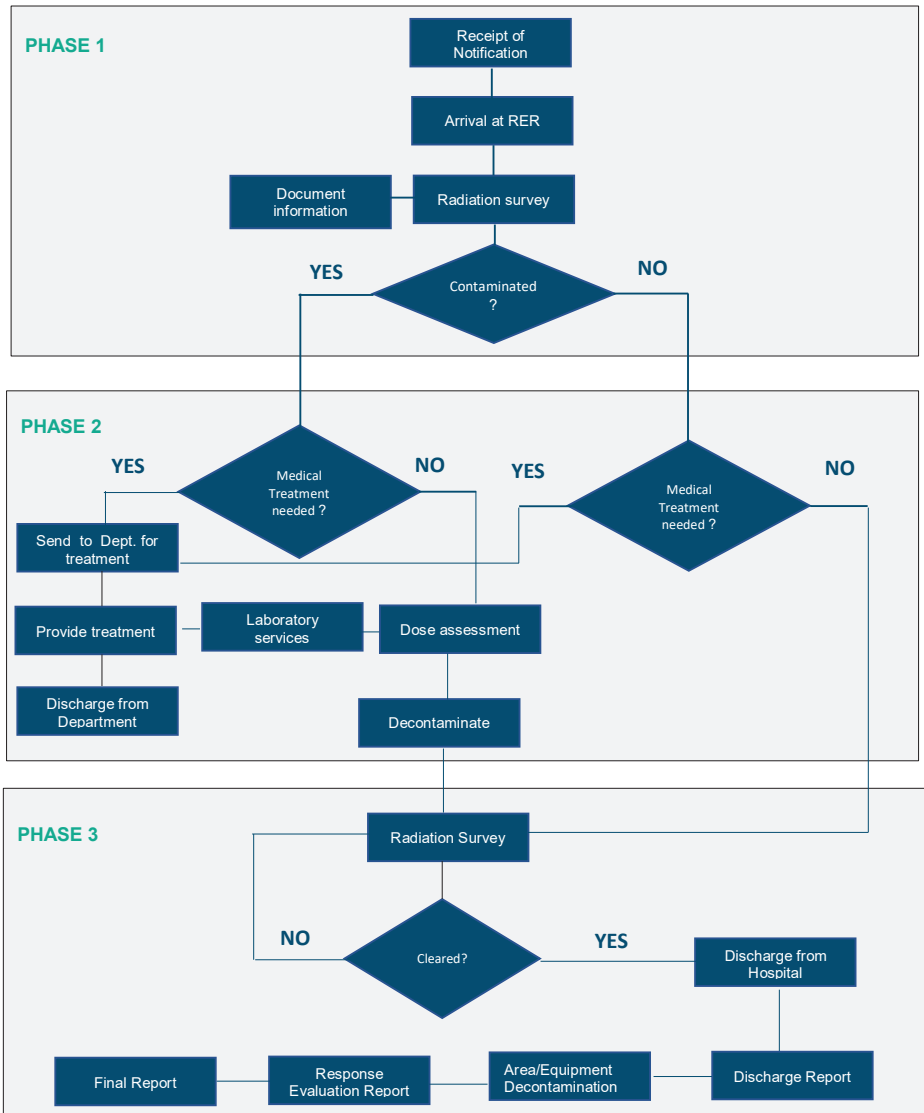 PHASE 1
Receipt of
Notification
Arrival at RER
Document
information
Radiation survey
YES
NO
Contaminated
?
PHASE 2
YES
NO
Medical
Treatment
needed ?
YES
NO
Medical
Treatment
needed ?
Send to Dept. for
treatment
Provide treatment
Laboratory
services
Dose assessment
Discharge from
Department
Decontaminate
PHASE 3
Radiation Survey
NO
Cleared?
YES
Discharge from
Hospital
Final Report
Response
Evaluation Report
Area/Equipment
Decontamination
Discharge Report